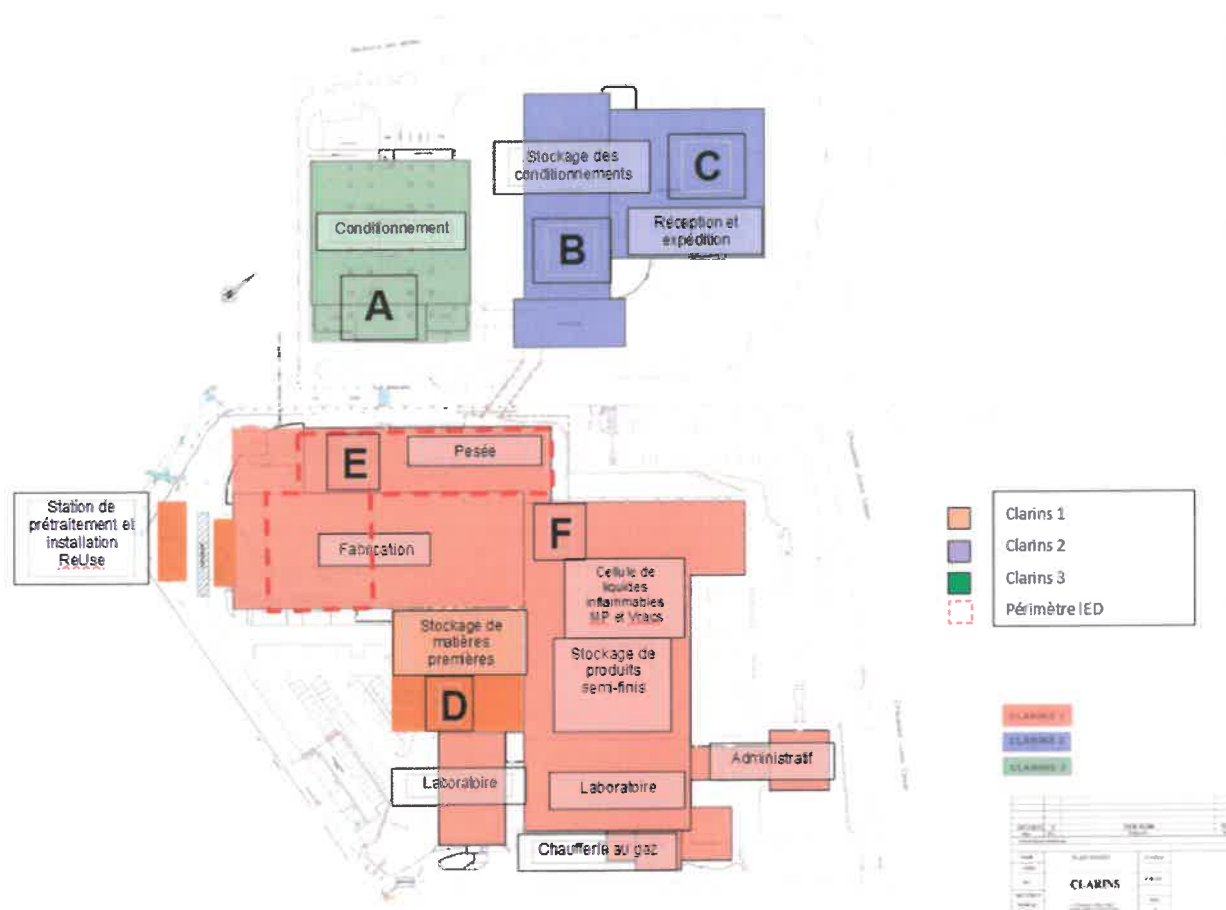 Stockage des
conditionnements
C
Conditionnement
Réception et
expédition
B
A
E
Pesée
Station de
prétraitement et
installation
ReUse
F
Fabrication
Cellule de
liquides
inflammables
MP et Vracs
Stockage de
matières
premières
Stockage de
produits
semi-finis
D
Administratif
Laboratoire
Laboratoire
Chaufferie au gaz
Clarins 1
Clarins 2
Clarins 3
Périmètre IED
CLARINS 1
CLARINS 2
CLARINS 3
CLARINS